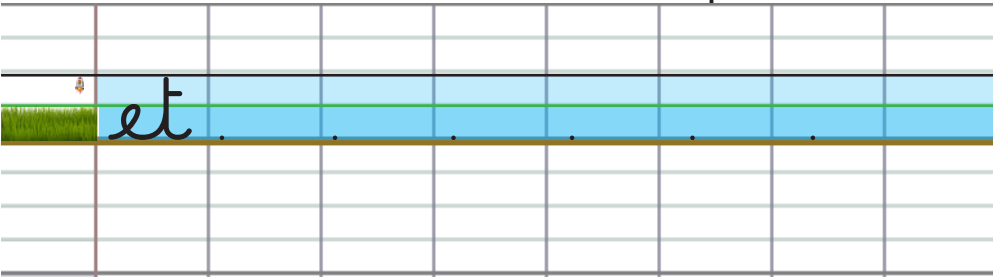 et . . . . . .